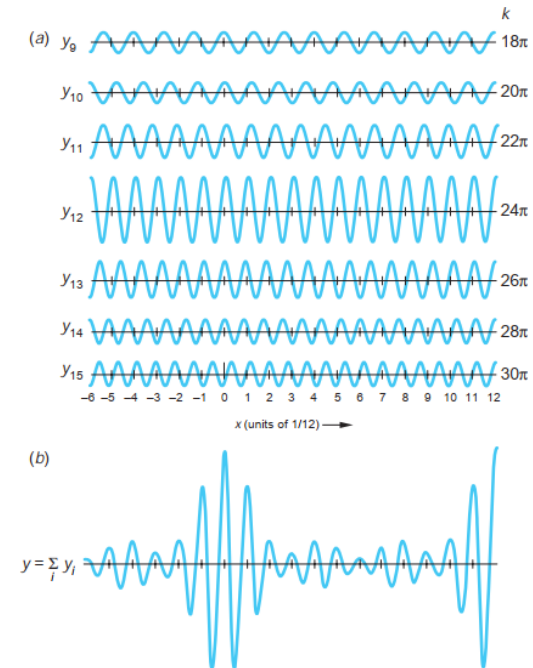 k
(a) y₉ 18π
y₁₀ 20π
y₁₁ 22π
y₁₂ 24π
y₁₃ 26π
y₁₄ 28π
y₁₅ 30π
–6 –5 –4 –3 –2 –1 0 1 2 3 4 5 6 7 8 9 10 11 12
x (units of 1/12)
(b)
y = Σ yᵢ
i